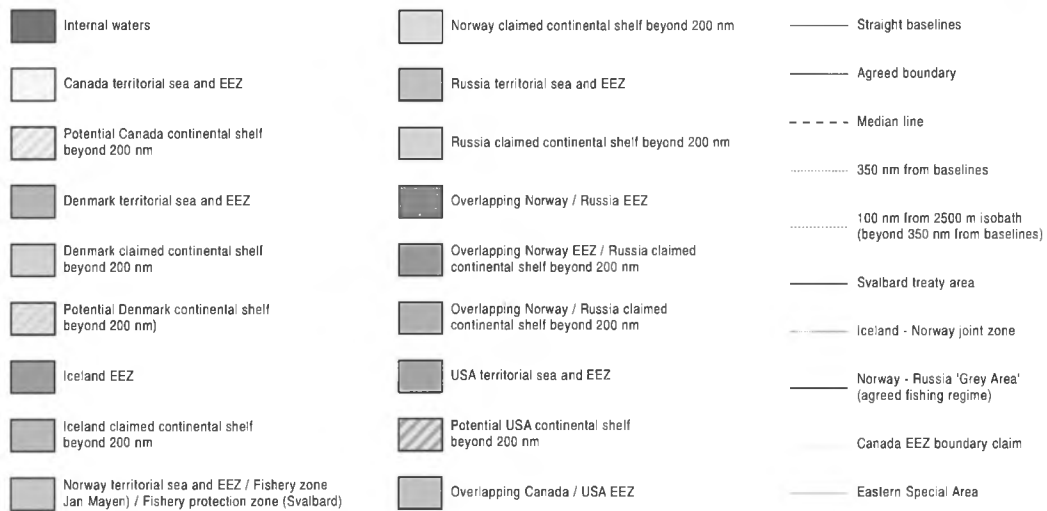 Internal waters
Canada territorial sea and EEZ
Potential Canada continental shelf
beyond 200 nm
Denmark territorial sea and EEZ
Denmark claimed continental shelf
beyond 200 nm
Potential Denmark continental shelf
beyond 200 nm)
Iceland EEZ
Iceland claimed continental shelf
beyond 200 nm
Norway territorial sea and EEZ / Fishery zone
Jan Mayen) / Fishery protection zone (Svalbard)
Norway claimed continental shelf beyond 200 nm
Russia territorial sea and EEZ
Russia claimed continental shelf beyond 200 nm
Overlapping Norway / Russia EEZ
Overlapping Norway EEZ / Russia claimed
continental shelf beyond 200 nm
Overlapping Norway / Russia claimed
continental shelf beyond 200 nm
USA territorial sea and EEZ
Potential USA continental shelf
beyond 200 nm
Overlapping Canada / USA EEZ
Straight baselines
Agreed boundary
Median line
350 nm from baselines
100 nm from 2500 m isobath
(beyond 350 nm from baselines)
Svalbard treaty area
Iceland - Norway joint zone
Norway - Russia 'Grey Area'
(agreed fishing regime)
Canada EEZ boundary claim
Eastern Special Area